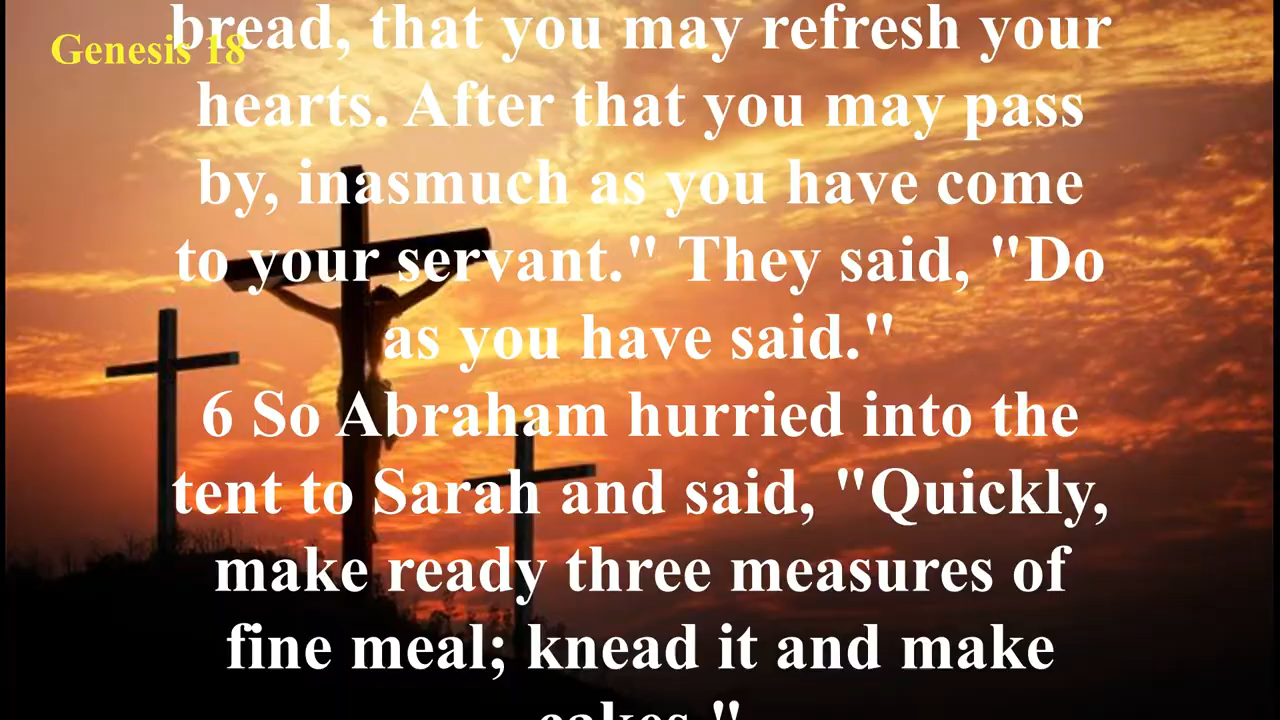 Genesis 18
bread, that you may refresh your
hearts. After that you may pass
by, inasmuch as you have come
to your servant." They said, "Do
as you have said."
6 So Abraham hurried into the
tent to Sarah and said, "Quickly,
make ready three measures of
fine meal; knead it and make
cakes."